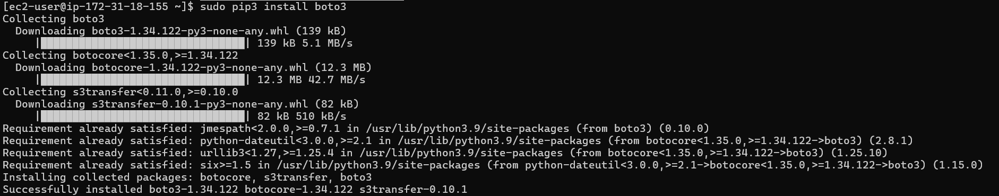 [ec2-user@ip-172-31-18-155 ~]$ sudo pip3 install boto3
Collecting boto3
  Downloading boto3-1.34.122-py3-none-any.whl (139 kB)
     |████████████████████████████████| 139 kB 5.1 MB/s
Collecting botocore<1.35.0,>=1.34.122
  Downloading botocore-1.34.122-py3-none-any.whl (12.3 MB)
     |████████████████████████████████| 12.3 MB 42.7 MB/s
Collecting s3transfer<0.11.0,>=0.10.0
  Downloading s3transfer-0.10.1-py3-none-any.whl (82 kB)
     |████████████████████████████████| 82 kB 510 kB/s
Requirement already satisfied: jmespath<2.0.0,>=0.7.1 in /usr/lib/python3.9/site-packages (from boto3) (0.10.0)
Requirement already satisfied: python-dateutil<3.0.0,>=2.1 in /usr/lib/python3.9/site-packages (from botocore<1.35.0,>=1.34.122->boto3) (2.8.1)
Requirement already satisfied: urllib3<1.27,>=1.25.4 in /usr/lib/python3.9/site-packages (from botocore<1.35.0,>=1.34.122->boto3) (1.25.10)
Requirement already satisfied: six>=1.5 in /usr/lib/python3.9/site-packages (from python-dateutil<3.0.0,>=2.1->botocore<1.35.0,>=1.34.122->boto3) (1.15.0)
Installing collected packages: botocore, s3transfer, boto3
Successfully installed boto3-1.34.122 botocore-1.34.122 s3transfer-0.10.1